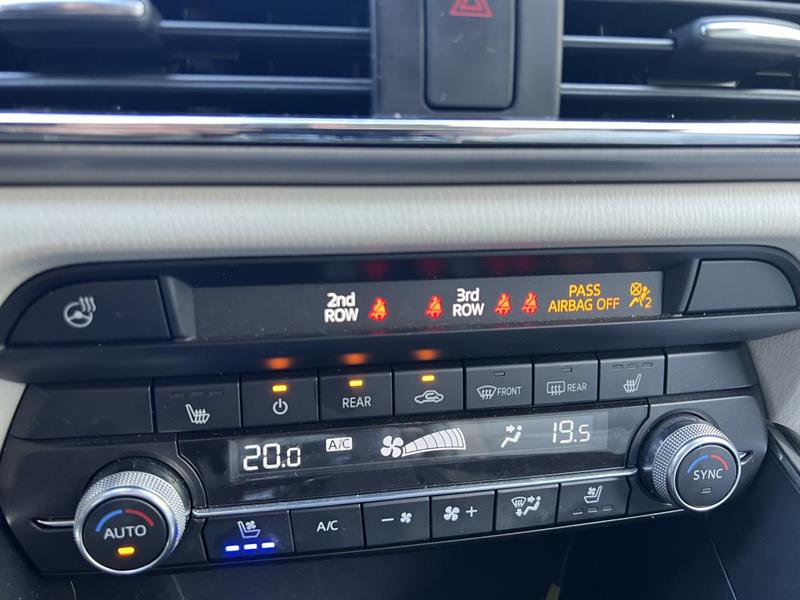 2nd ROW 3rd ROW PASS AIRBAG OFF 2
REAR FRONT REAR
20.0 A/C 19.5
AUTO A/C - + SYNC